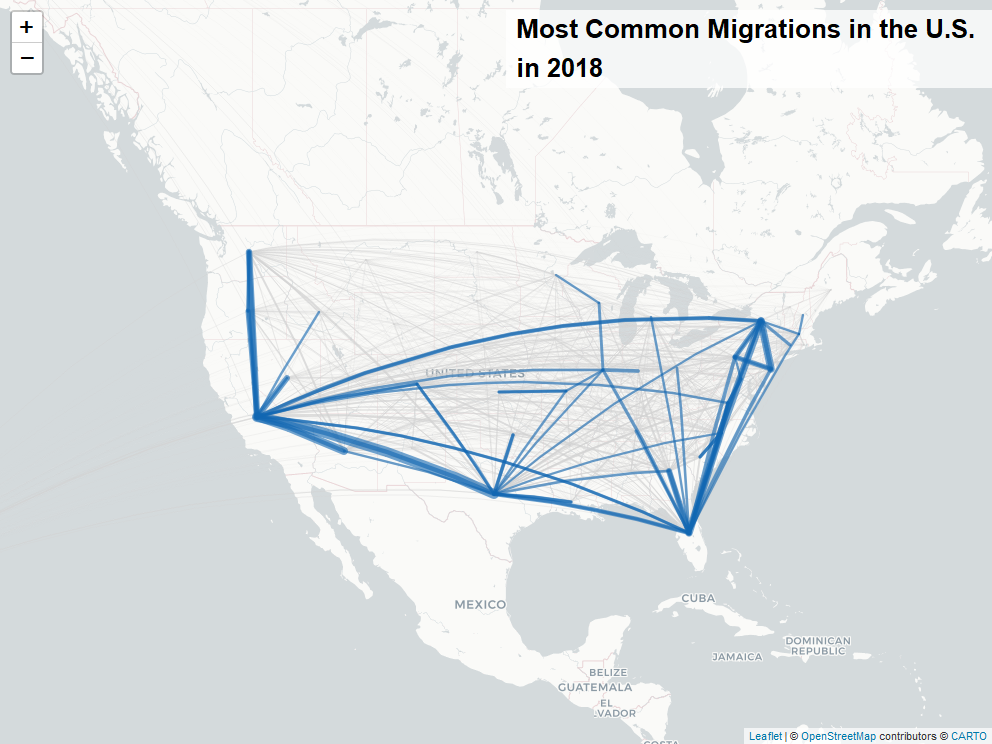 +
−
Most Common Migrations in the U.S.
in 2018
UNITED STATES
MEXICO
CUBA
DOMINICAN
REPUBLIC
JAMAICA
BELIZE
GUATEMALA
EL
.VADOR
COSTA
Leaflet | © OpenStreetMap contributors © CARTO